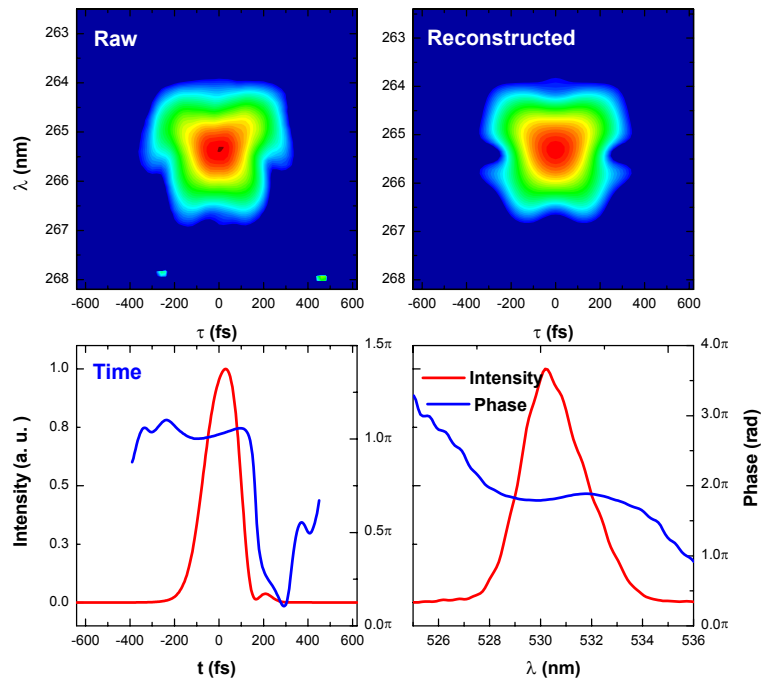 Raw
Reconstructed
263
264
265
266
267
268
263
264
265
266
267
268
λ (nm)
-600 -400 -200 0 200 400 600
-600 -400 -200 0 200 400 600
τ (fs)
τ (fs)
Time
Intensity
Phase
1.0
0.8
0.5
0.3
0.0
Intensity (a. u.)
1.5π
1.0π
0.5π
0.0π
4.0π
3.0π
2.0π
1.0π
0.0π
Phase (rad)
-600 -400 -200 0 200 400 600
526 528 530 532 534 536
t (fs)
λ (nm)